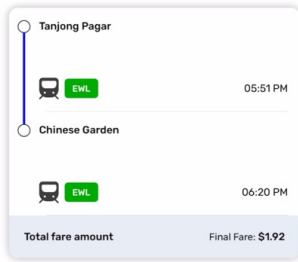 Tanjong Pagar
EWL 05:51 PM
Chinese Garden
EWL 06:20 PM
Total fare amount Final Fare: $1.92